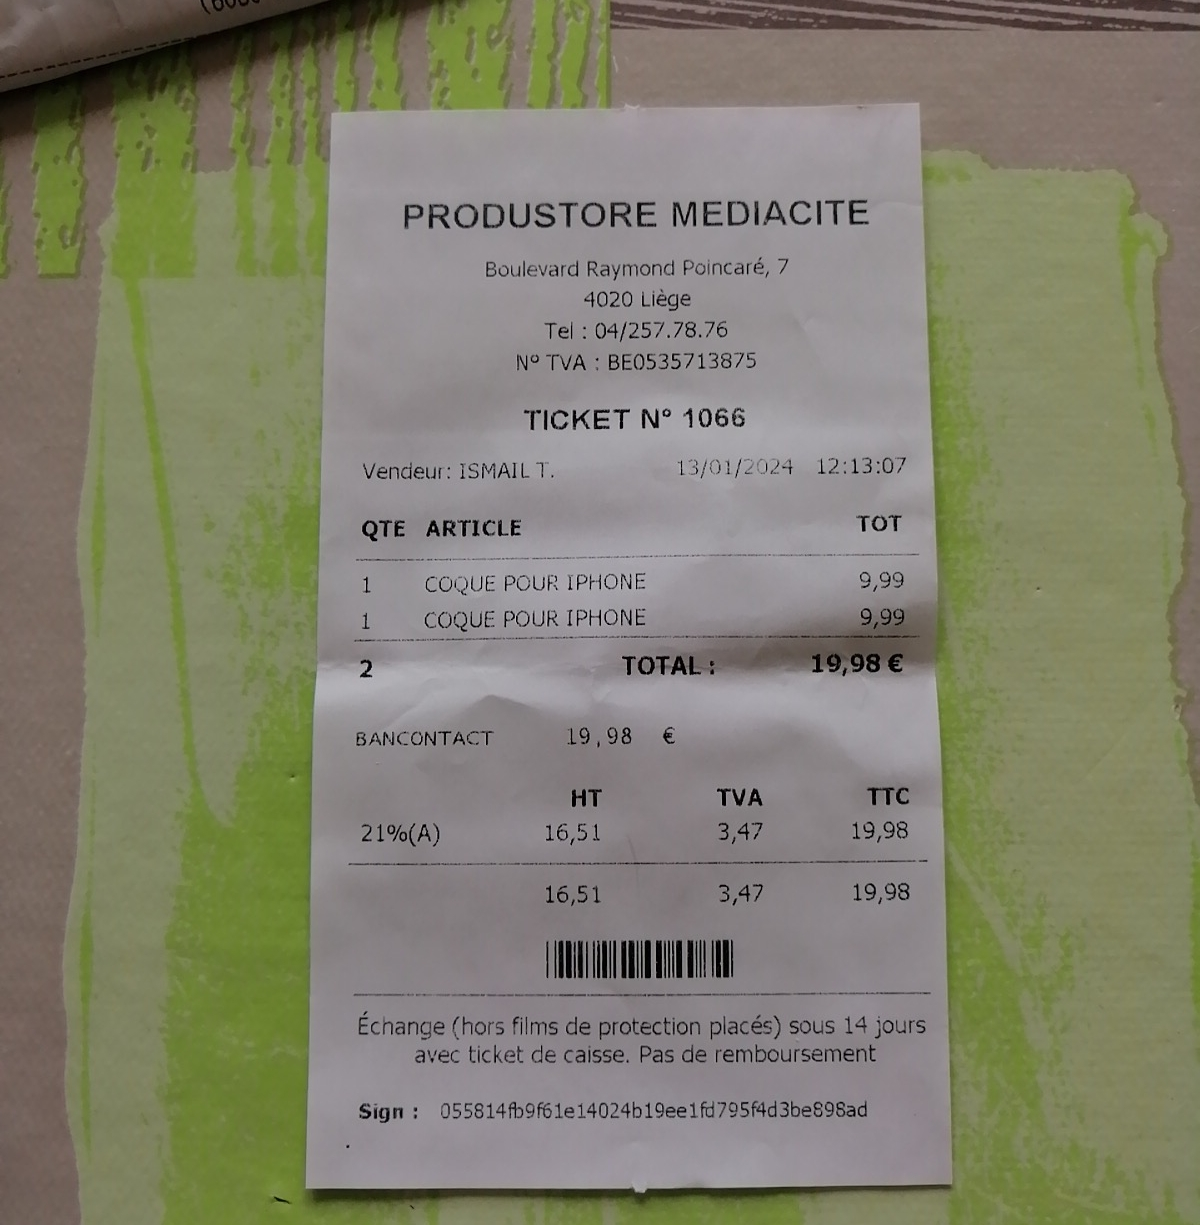 PRODUSTORE MEDIACITE
Boulevard Raymond Poincaré, 7
4020 Liège
Tel : 04/257.78.76
N° TVA : BE0535713875
TICKET N° 1066
Vendeur: ISMAIL T. 13/01/2024 12:13:07
QTE ARTICLE TOT
1 COQUE POUR IPHONE 9,99
1 COQUE POUR IPHONE 9,99
2 TOTAL : 19,98 €
BANCONTACT 19,98 €
HT TVA TTC
21%(A) 16,51 3,47 19,98
16,51 3,47 19,98
Échange (hors films de protection placés) sous 14 jours
avec ticket de caisse. Pas de remboursement
Sign : 055814fb9f61e14024b19ee1fd795f4d3be898ad